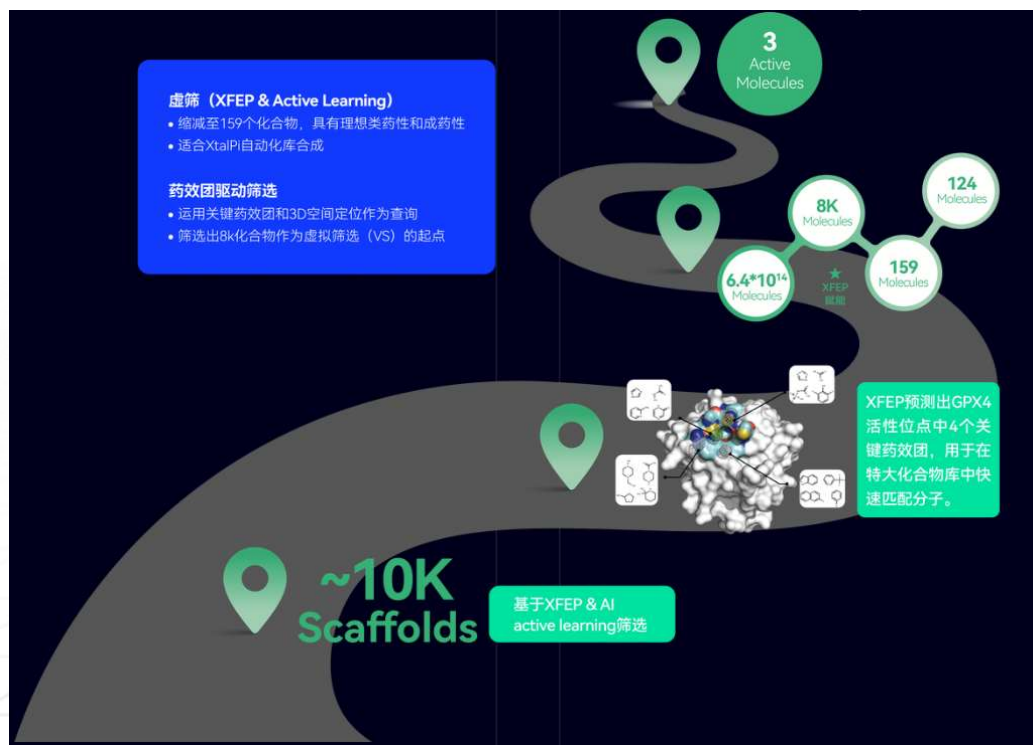 3
Active
Molecules
虚筛（XFEP & Active Learning）
• 缩减至159个化合物，具有理想类药性和成药性
• 适合XtalPi自动化库合成
药效团驱动筛选
• 运用关键药效团和3D空间定位作为查询
• 筛选出8k化合物作为虚拟筛选（VS）的起点
124
Molecules
8K
Molecules
159
Molecules
6.4*10¹⁴
Molecules
★
XFEP
赋能
XFEP预测出GPX4
活性位点中4个关
键药效团，用于在
特大化合物库中快
速匹配分子。
~10K
Scaffolds
基于XFEP & AI
active learning筛选